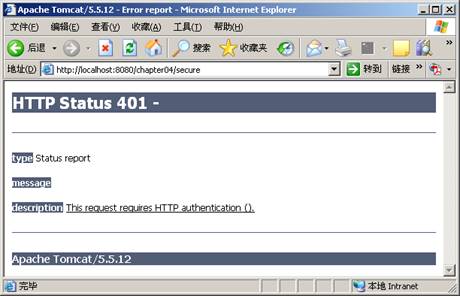 Apache Tomcat/5.5.12 - Error report - Microsoft Internet Explorer
文件(F) 编辑(E) 查看(V) 收藏(A) 工具(T) 帮助(H)
后退 搜索 收藏夹
地址(D) http://localhost:8080/chapter04/secure 转到 链接 »
HTTP Status 401 -
type Status report
message
description This request requires HTTP authentication ().
Apache Tomcat/5.5.12
完毕 本地 Intranet